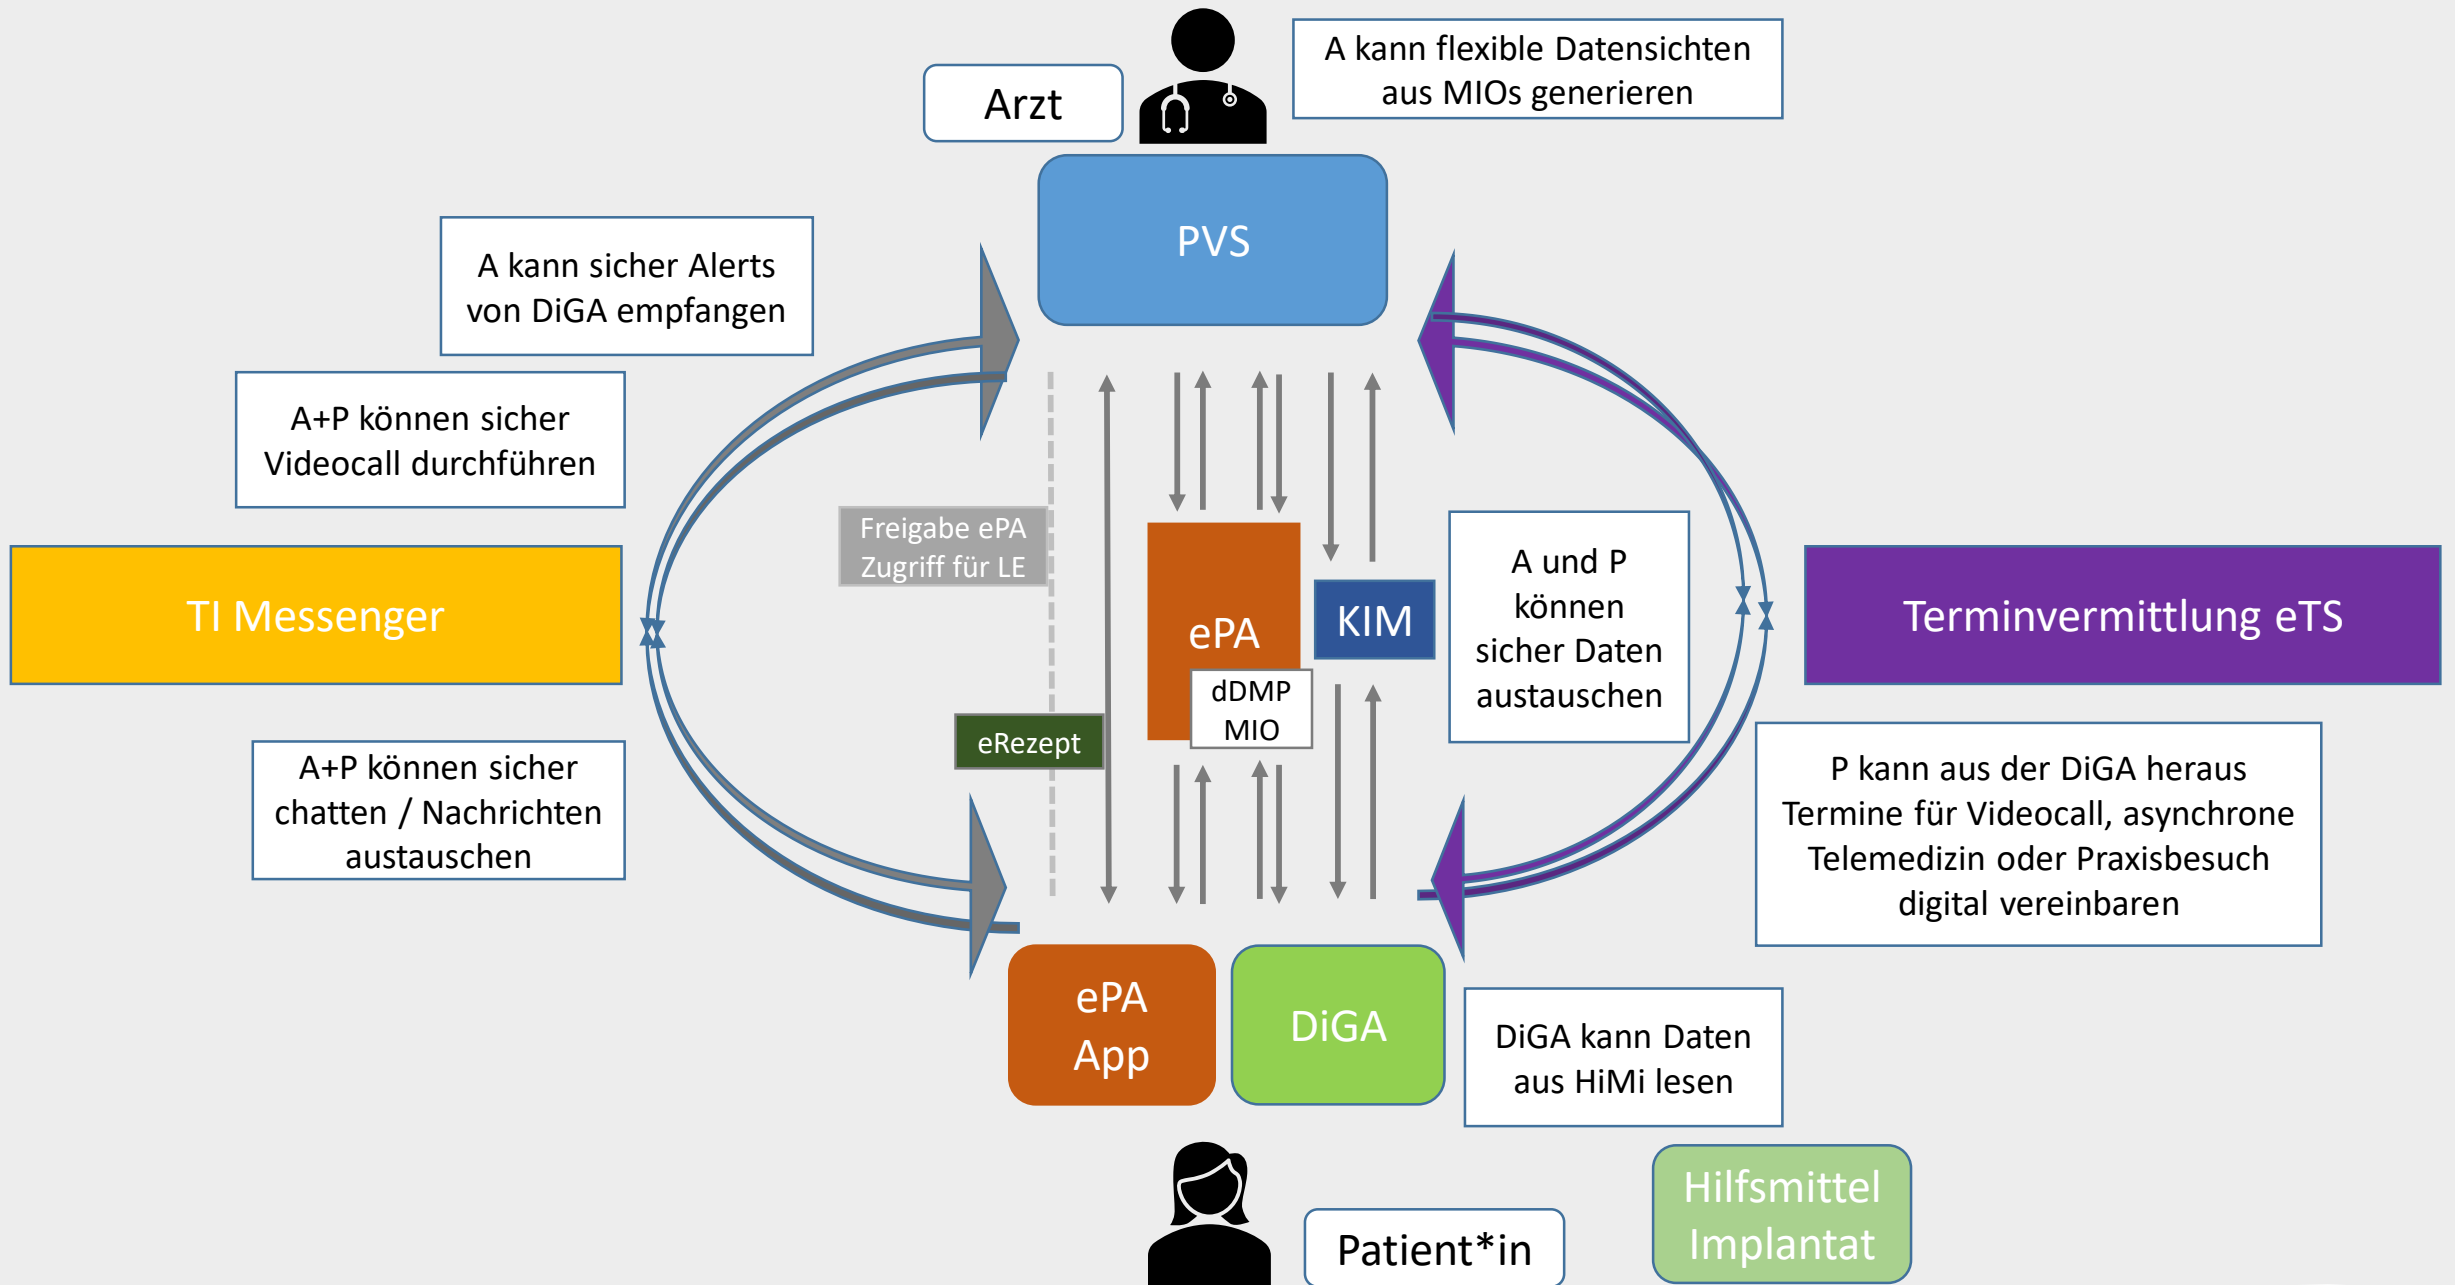 Arzt
A kann flexible Datensichten
aus MIOs generieren
PVS
A kann sicher Alerts
von DiGA empfangen
A+P können sicher
Videocall durchführen
Freigabe ePA
Zugriff für LE
TI Messenger
ePA
KIM
A und P
können
sicher Daten
austauschen
Terminvermittlung eTS
dDMP
MIO
eRezept
A+P können sicher
chatten / Nachrichten
austauschen
P kann aus der DiGA heraus
Termine für Videocall, asynchrone
Telemedizin oder Praxisbesuch
digital vereinbaren
ePA
App
DiGA
DiGA kann Daten
aus HiMi lesen
Patient*in
Hilfsmittel
Implantat